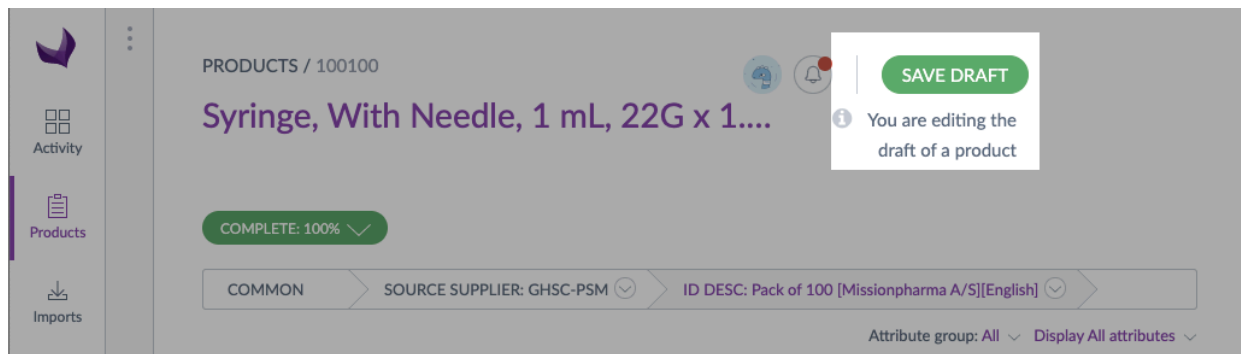 PRODUCTS / 100100
SAVE DRAFT
Syringe, With Needle, 1 mL, 22G x 1....
You are editing the
draft of a product
Activity
Products
COMPLETE: 100%
COMMON
SOURCE SUPPLIER: GHSC-PSM
ID DESC: Pack of 100 [Missionpharma A/S][English]
Imports
Attribute group: All
Display All attributes